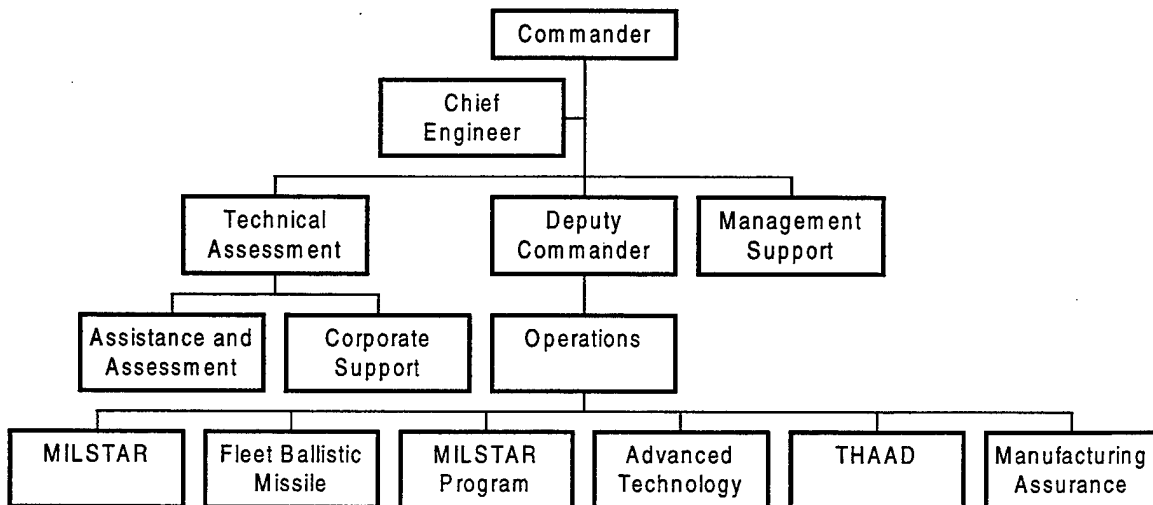 Commander
Chief
Engineer
Technical
Assessment
Deputy
Commander
Management
Support
Assistance and
Assessment
Corporate
Support
Operations
MILSTAR
Fleet Ballistic
Missile
MILSTAR
Program
Advanced
Technology
THAAD
Manufacturing
Assurance